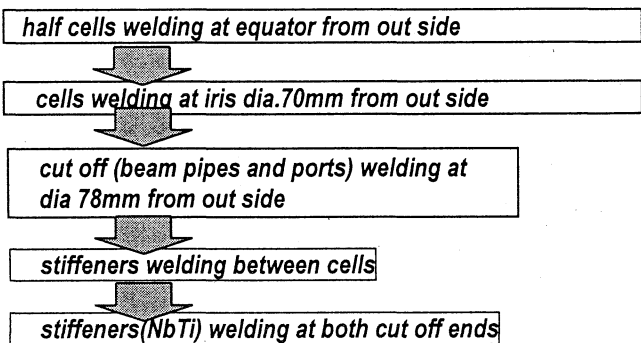 half cells welding at equator from out side
cells welding at iris dia.70mm from out side
cut off (beam pipes and ports) welding at
dia 78mm from out side
stiffeners welding between cells
stiffeners(NbTi) welding at both cut off ends